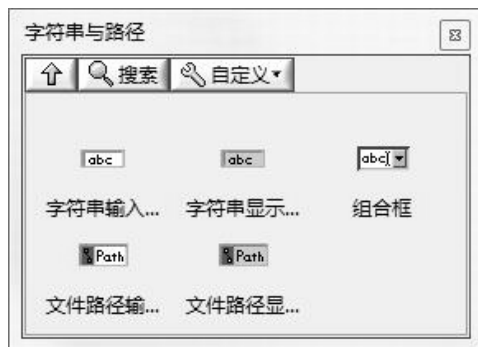 字符串与路径
搜索 自定义
abc abc abc
字符串输入... 字符串显示... 组合框
Path Path
文件路径输... 文件路径显...